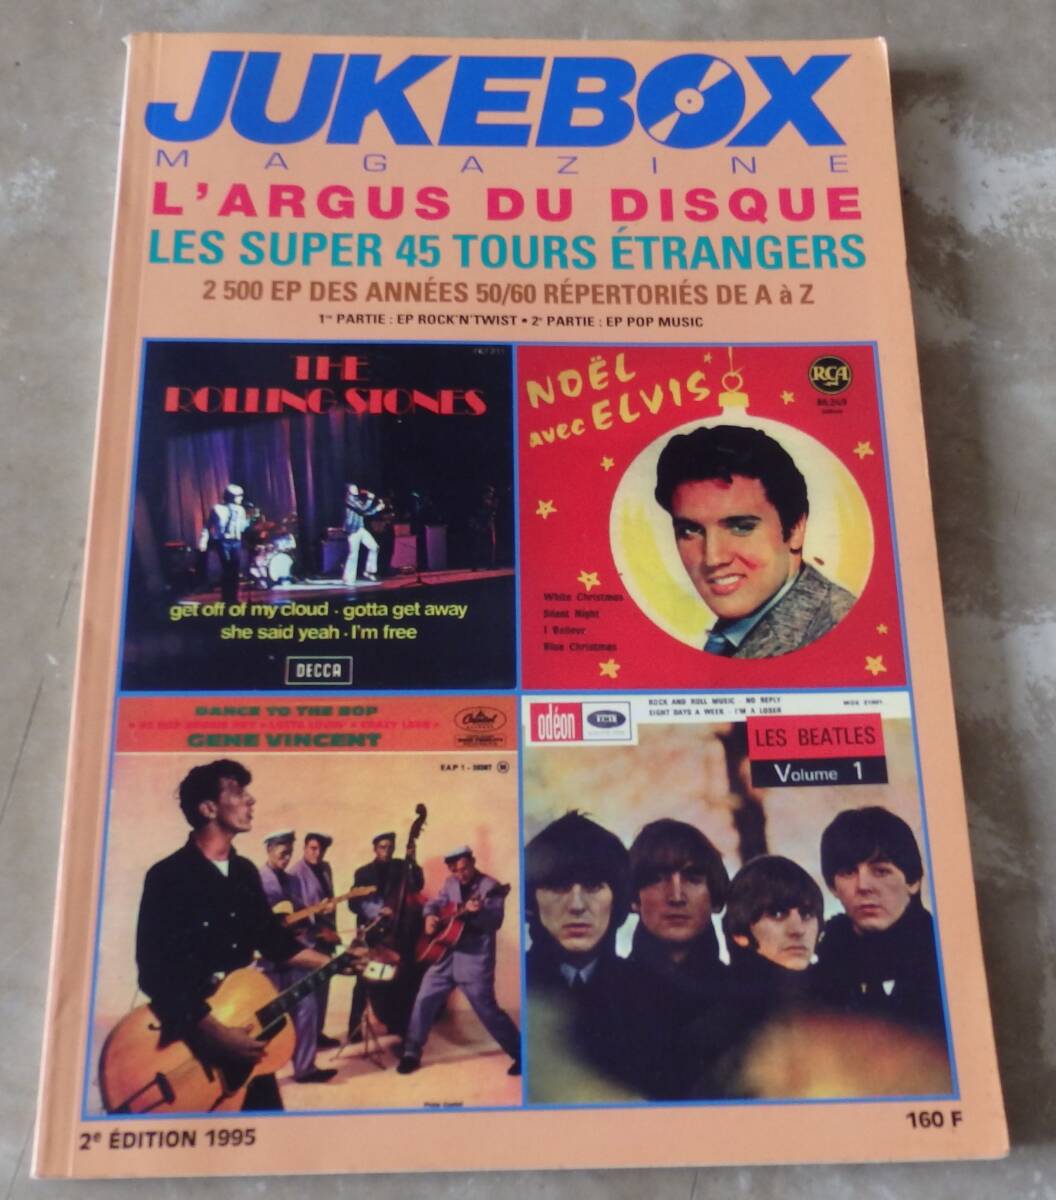 JUKEBOX
MAGAZINE
L'ARGUS DU DISQUE
LES SUPER 45 TOURS ÉTRANGERS
2 500 EP DES ANNÉES 50/60 RÉPERTORIÉS DE A à Z
1re PARTIE : EP ROCK'N'TWIST • 2e PARTIE : EP POP MUSIC
THE
ROLLING STONES
get off of my cloud · gotta get away
she said yeah · I'm free
DECCA
NOËL
avec ELVIS
RCA
White Christmas
Silent Night
I Believe
Blue Christmas
DANCE TO THE BOP
GENE VINCENT
Capitol
EAP 1 -
odéon
EMI
ROCK AND ROLL MUSIC NO REPLY
EIGHT DAYS A WEEK - I'M A LOSER
LES BEATLES
Volume 1
2e ÉDITION 1995
160 F